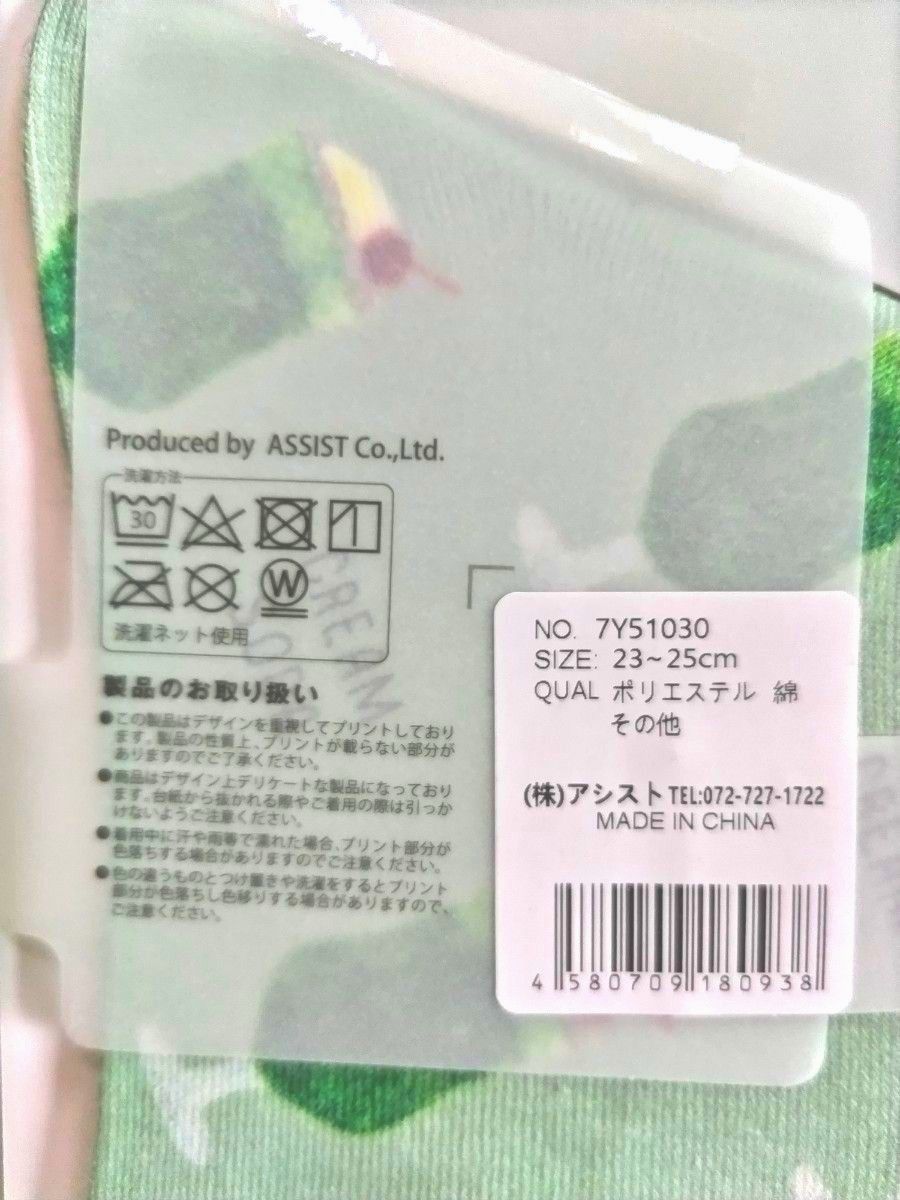 Produced by ASSIST Co.,Ltd.
洗濯方法
30
W
洗濯ネット使用
CREAM
製品のお取り扱い
●この製品はデザインを重視してプリントしており
ます。製品の性質上、プリントが載らない部分が
ありますのでご了承ください。
●商品はデザイン上デリケートな製品になっており
ます。台紙から抜かれる際やご着用の際は引っか
けないようご注意ください。
●着用中に汗や雨等で濡れた場合、プリント部分が
色落ちする場合がありますのでご注意ください。
●色の違うものとつけ置きや洗濯をするとプリント
部分が色落ちし色移りする場合がありますので、
ご注意ください。
NO. 7Y51030
SIZE: 23~25cm
QUAL ポリエステル 綿
その他
(株)アシスト TEL:072-727-1722
MADE IN CHINA
4 580709 180938